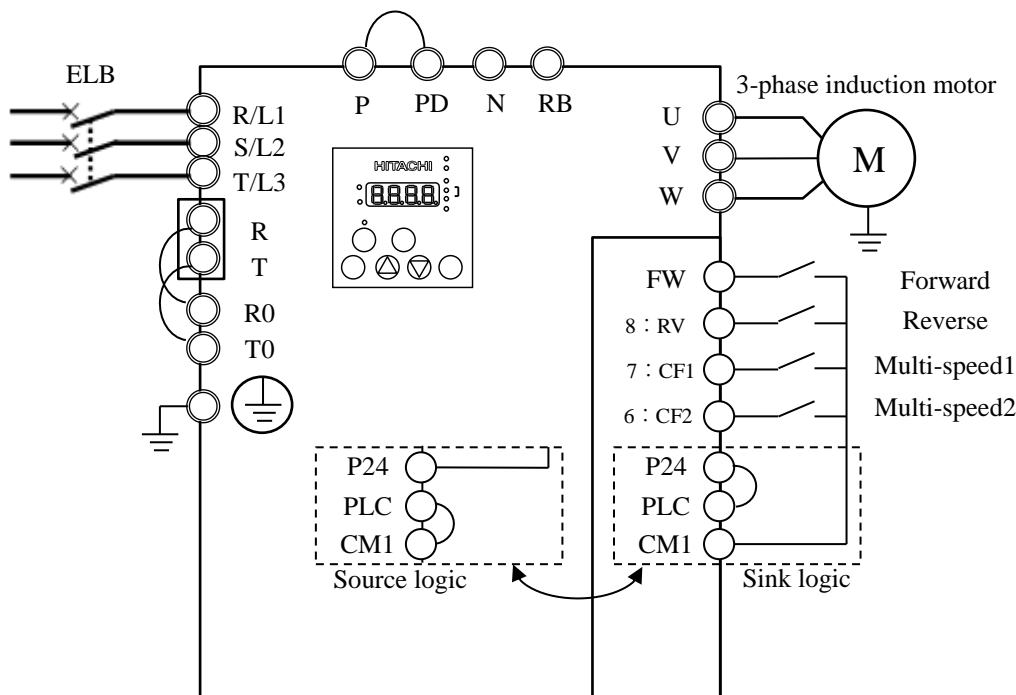 ELB
P PD N RB
3-phase induction motor
R/L1
S/L2
T/L3
R
T
R0
T0
HITACHI
8.8.8.8.
U
V
W
M
FW
8：RV
7：CF1
6：CF2
Forward
Reverse
Multi-speed1
Multi-speed2
P24
PLC
CM1
Source logic
P24
PLC
CM1
Sink logic